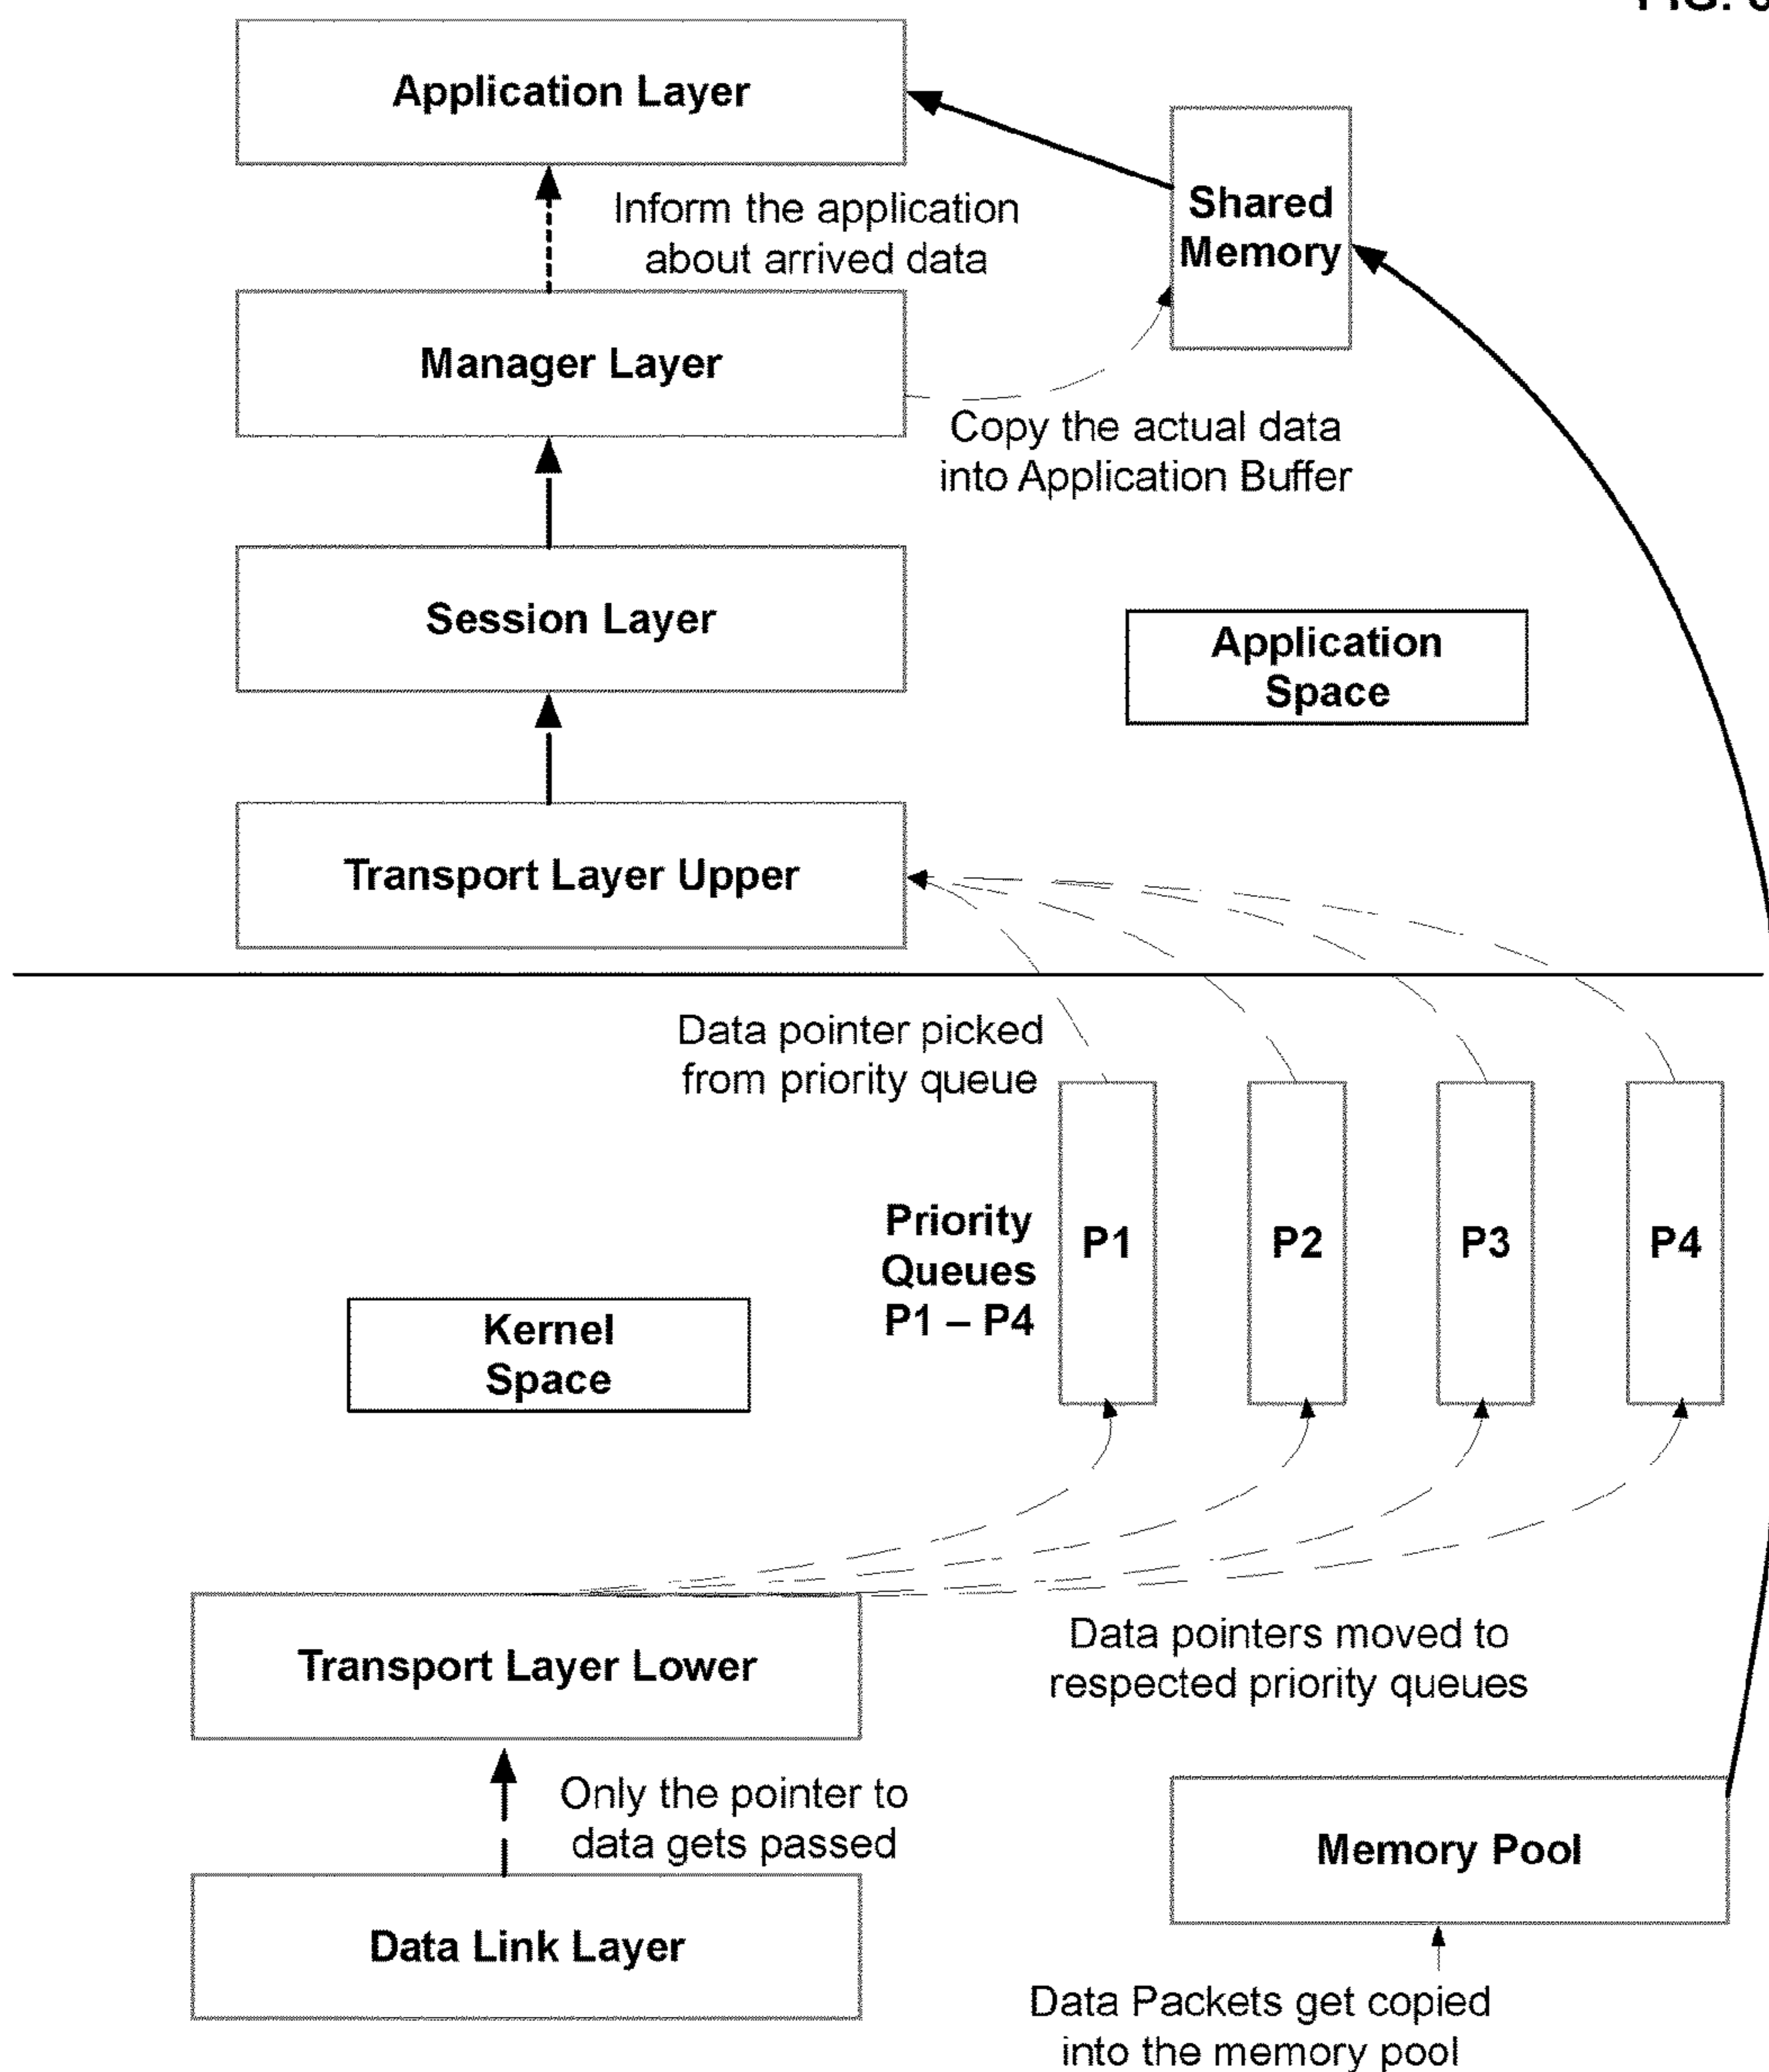 Application Layer
Inform the application
about arrived data
Shared
Memory
Manager Layer
Copy the actual data
into Application Buffer
Session Layer
Application
Space
Transport Layer Upper
Data pointer picked
from priority queue
Priority
Queues
P1 – P4
P1
P2
P3
P4
Kernel
Space
Transport Layer Lower
Data pointers moved to
respected priority queues
Only the pointer to
data gets passed
Memory Pool
Data Link Layer
Data Packets get copied
into the memory pool